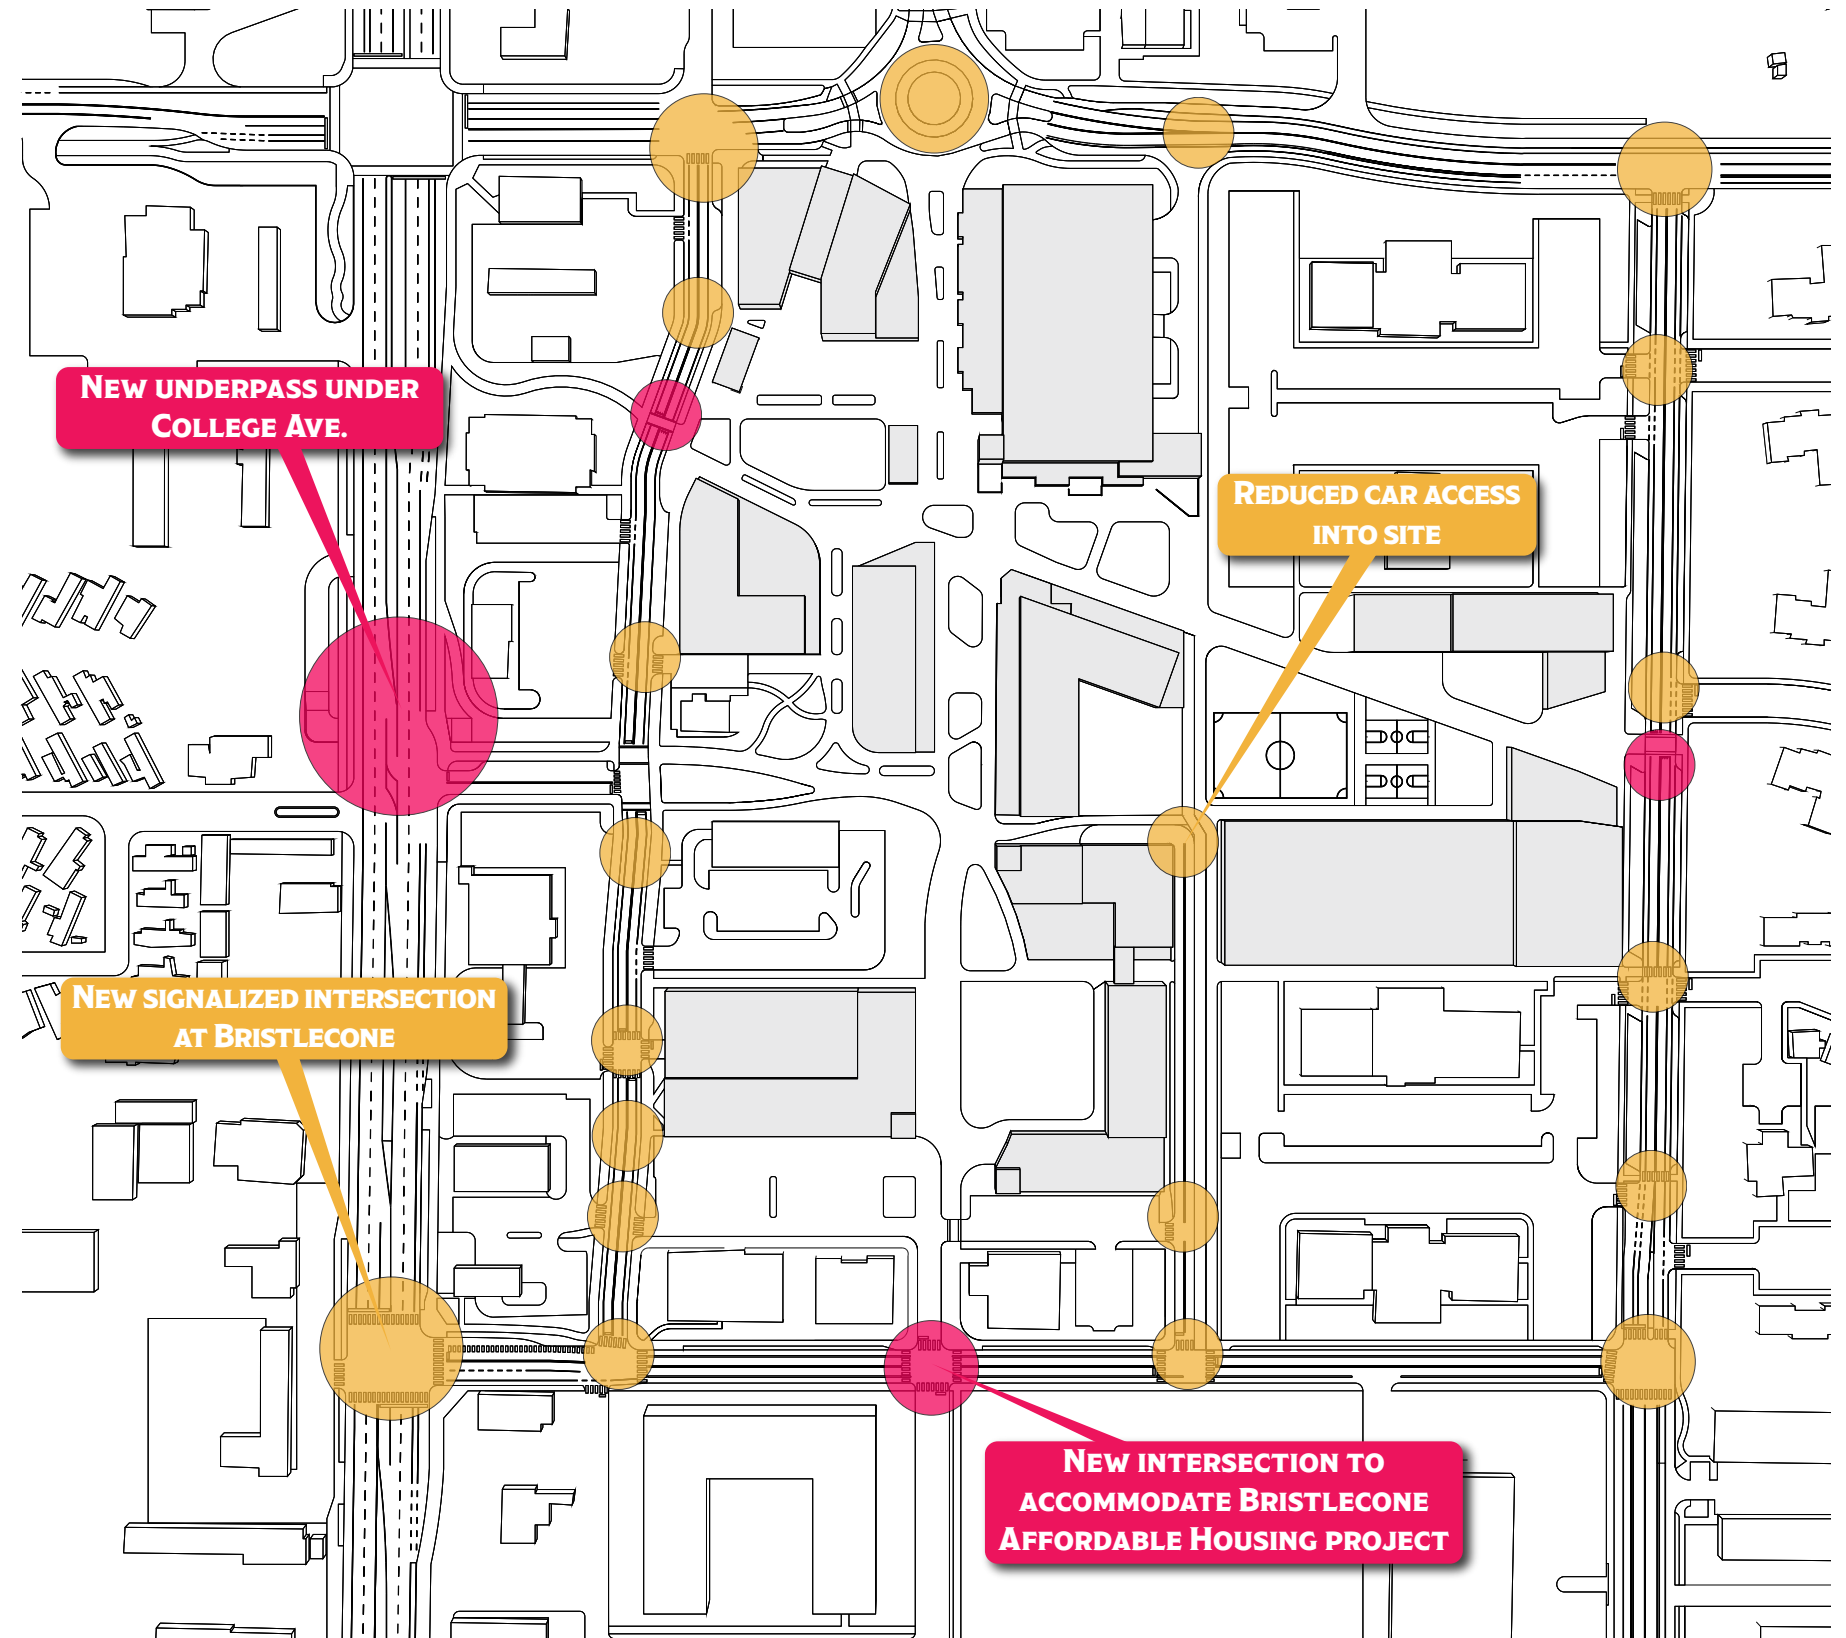 New underpass under
College Ave.
Reduced car access
into site
New signalized intersection
at Bristlecone
New intersection to
accommodate Bristlecone
Affordable Housing project